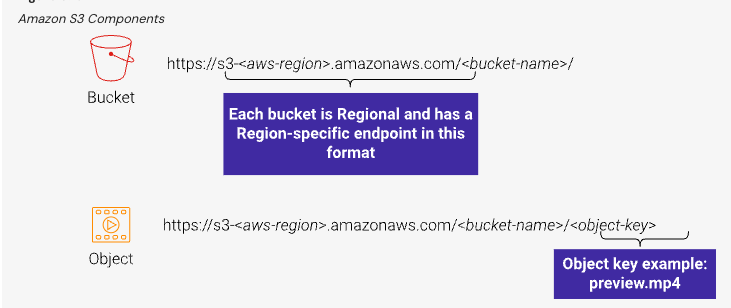 Amazon S3 Components
https://s3-<aws-region>.amazonaws.com/<bucket-name>/
Bucket
Each bucket is Regional and has a
Region-specific endpoint in this
format
https://s3-<aws-region>.amazonaws.com/<bucket-name>/<object-key>
Object
Object key example:
preview.mp4